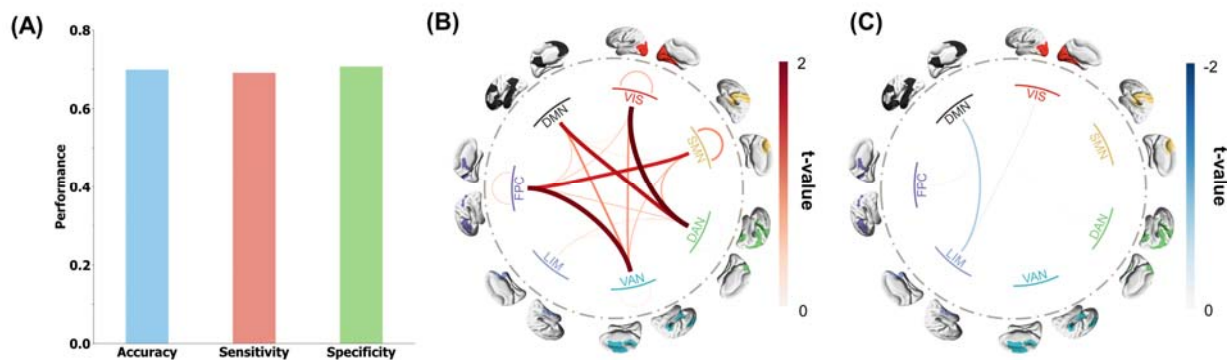 (A)
0.8
0.6
0.4
0.2
0.0
Performance
Accuracy
Sensitivity
Specificity
(B)
VIS
SMN
DAN
VAN
LIM
FPC
DMN
2
t-value
0
(C)
VIS
SMN
DAN
VAN
LIM
FPC
DMN
-2
t-value
0